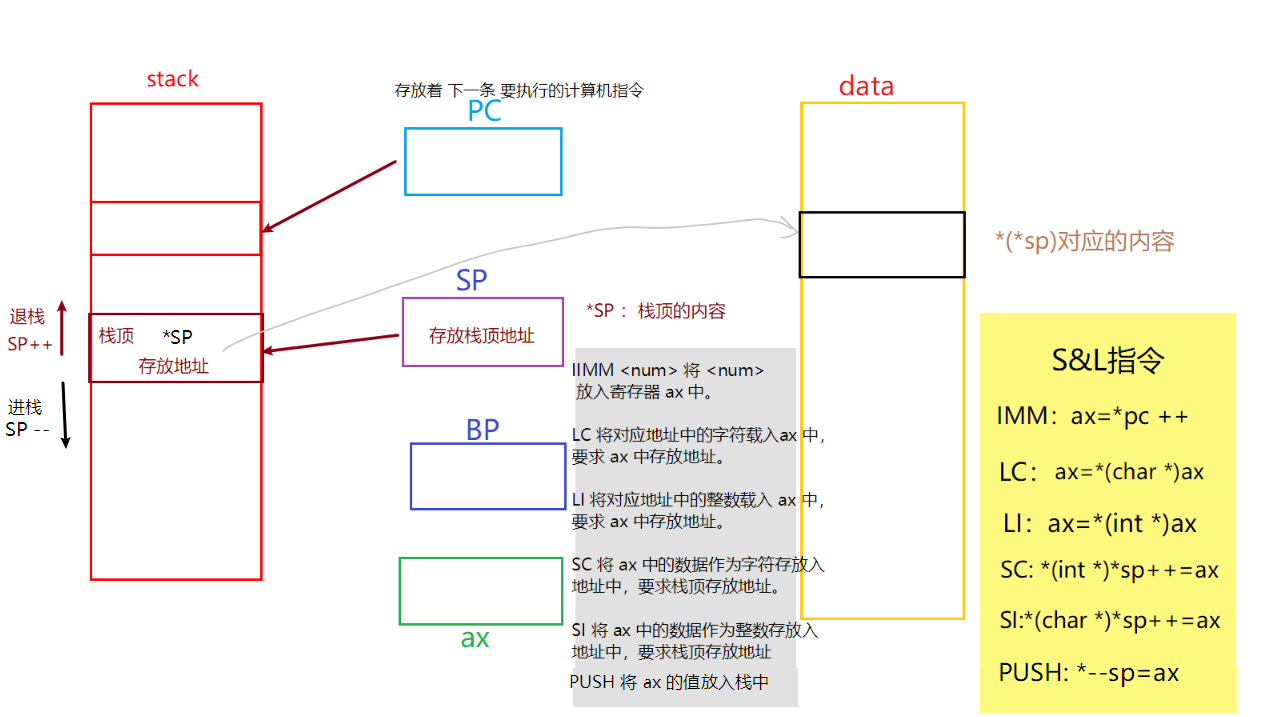 stack
存放着 下一条 要执行的计算机指令
PC
data
*(*sp)对应的内容
SP
*SP ：栈顶的内容
退栈
SP++
栈顶 *SP
存放地址
存放栈顶地址
进栈
SP --
IIMM <num> 将 <num>
放入寄存器 ax 中。
BP
LC 将对应地址中的字符载入ax 中，
要求 ax 中存放地址。
LI 将对应地址中的整数载入 ax 中，
要求 ax 中存放地址。
SC 将 ax 中的数据作为字符存放入
地址中，要求栈顶存放地址。
ax
SI 将 ax 中的数据作为整数存放入
地址中，要求栈顶存放地址
PUSH 将 ax 的值放入栈中
S&L指令
IMM：ax=*pc ++
LC： ax=*(char *)ax
LI：ax=*(int *)ax
SC: *(int *)*sp++=ax
SI:*(char *)*sp++=ax
PUSH: *--sp=ax